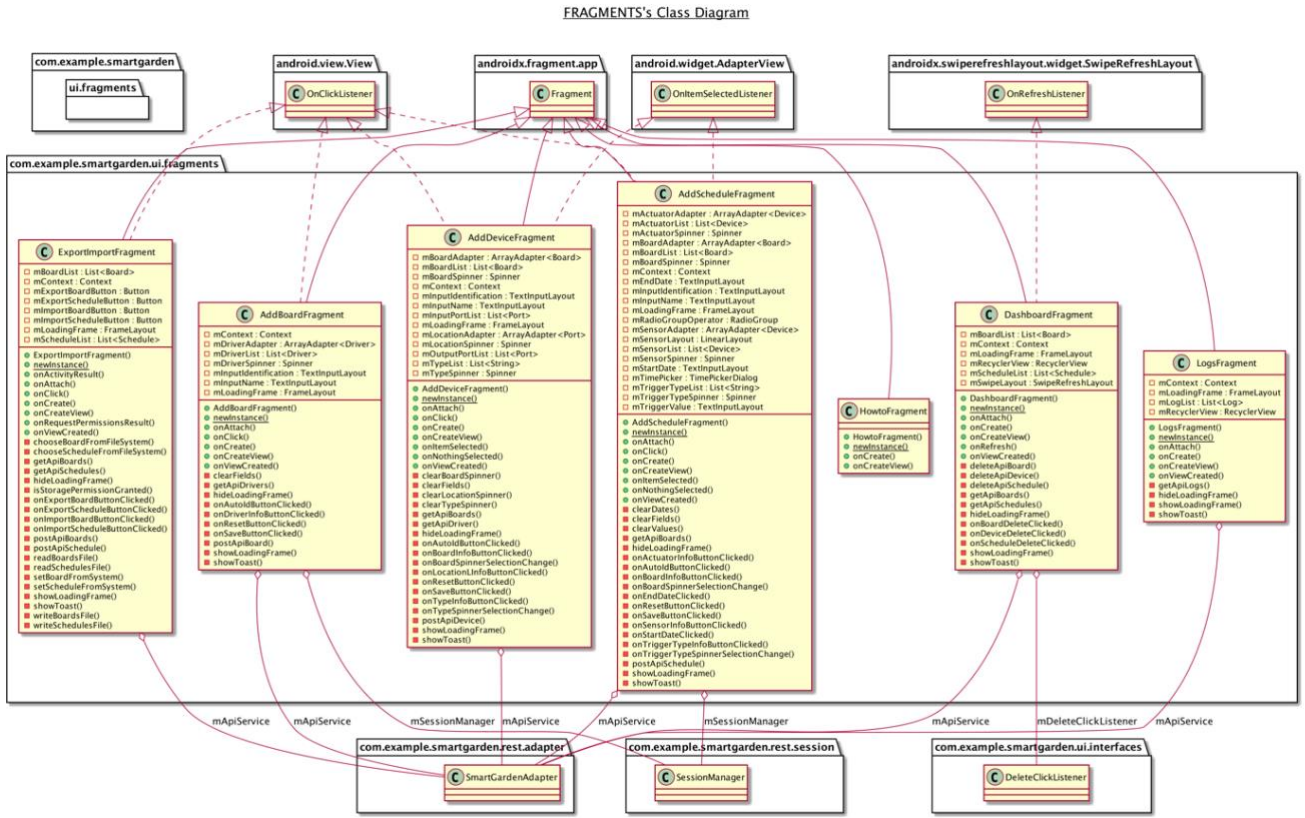 FRAGMENTS's Class Diagram
com.example.smartgarden
ui.fragments
android.view.View
C OnClickListener
androidx.fragment.app
C Fragment
android.widget.AdapterView
C OnItemSelectedListener
androidx.swiperefreshlayout.widget.SwipeRefreshLayout
C OnRefreshListener
com.example.smartgarden.ui.fragments
C ExportImportFragment
mBoardList : List<Board>
mContext : Context
mExportBoardButton : Button
mExportScheduleButton : Button
mImportBoardButton : Button
mImportScheduleButton : Button
mLoadingFrame : FrameLayout
mScheduleList : List<Schedule>
ExportImportFragment()
newInstance()
onActivityResult()
onAttach()
onClick()
onCreate()
onCreateView()
onRequestPermissionsResult()
onViewCreated()
chooseBoardFromFileSystem()
chooseScheduleFromFileSystem()
getApiBoards()
getApiSchedules()
hideLoadingFrame()
isStoragePermissionGranted()
onExportBoardButtonClicked()
onExportScheduleButtonClicked()
onImportBoardButtonClicked()
onImportScheduleButtonClicked()
postApiBoards()
postApiSchedule()
readBoardsFile()
readSchedulesFile()
setBoardFromSystem()
setScheduleFromSystem()
showLoadingFrame()
showToast()
writeBoardsFile()
writeSchedulesFile()
C AddBoardFragment
mContext : Context
mDriverAdapter : ArrayAdapter<Driver>
mDriverList : List<Driver>
mDriverSpinner : Spinner
mInputIdentification : TextInputLayout
mInputName : TextInputLayout
mLoadingFrame : FrameLayout
AddBoardFragment()
newInstance()
onAttach()
onClick()
onCreate()
onCreateView()
onViewCreated()
clearFields()
getApiDrivers()
hideLoadingFrame()
onAutoIdButtonClicked()
onDriverInfoButtonClicked()
onResetButtonClicked()
onSaveButtonClicked()
postApiBoard()
showLoadingFrame()
showToast()
C AddDeviceFragment
mBoardAdapter : ArrayAdapter<Board>
mBoardList : List<Board>
mBoardSpinner : Spinner
mContext : Context
mInputIdentification : TextInputLayout
mInputName : TextInputLayout
mInputPortList : List<Port>
mLoadingFrame : FrameLayout
mLocationAdapter : ArrayAdapter<Port>
mLocationSpinner : Spinner
mOutputPortList : List<Port>
mTypeList : List<String>
mTypeSpinner : Spinner
AddDeviceFragment()
newInstance()
onAttach()
onClick()
onCreate()
onCreateView()
onItemSelected()
onNothingSelected()
onViewCreated()
clearBoardSpinner()
clearFields()
clearLocationSpinner()
clearTypeSpinner()
getApiBoards()
getApiDriver()
hideLoadingFrame()
onAutoIdButtonClicked()
onBoardInfoButtonClicked()
onBoardSpinnerSelectionChange()
onLocationLInfoButtonClicked()
onResetButtonClicked()
onSaveButtonClicked()
onTypeInfoButtonClicked()
onTypeSpinnerSelectionChange()
postApiDevice()
showLoadingFrame()
showToast()
C AddScheduleFragment
mActuatorAdapter : ArrayAdapter<Device>
mActuatorList : List<Device>
mActuatorSpinner : Spinner
mBoardAdapter : ArrayAdapter<Board>
mBoardList : List<Board>
mBoardSpinner : Spinner
mContext : Context
mEndDate : TextInputLayout
mInputIdentification : TextInputLayout
mInputName : TextInputLayout
mLoadingFrame : FrameLayout
mRadioGroupOperator : RadioGroup
mSensorAdapter : ArrayAdapter<Device>
mSensorLayout : LinearLayout
mSensorList : List<Device>
mSensorSpinner : Spinner
mStartDate : TextInputLayout
mTimePicker : TimePickerDialog
mTriggerTypeList : List<String>
mTriggerTypeSpinner : Spinner
mTriggerValue : TextInputLayout
AddScheduleFragment()
newInstance()
onAttach()
onClick()
onCreate()
onCreateView()
onItemSelected()
onNothingSelected()
onViewCreated()
clearDates()
clearFields()
clearValues()
getApiBoards()
hideLoadingFrame()
onActuatorInfoButtonClicked()
onAutoIdButtonClicked()
onBoardInfoButtonClicked()
onBoardSpinnerSelectionChange()
onEndDateClicked()
onResetButtonClicked()
onSaveButtonClicked()
onSensorInfoButtonClicked()
onStartDateClicked()
onTriggerTypeInfoButtonClicked()
onTriggerTypeSpinnerSelectionChange()
postApiSchedule()
showLoadingFrame()
showToast()
C HowtoFragment
HowtoFragment()
newInstance()
onCreate()
onCreateView()
C DashboardFragment
mBoardList : List<Board>
mContext : Context
mLoadingFrame : FrameLayout
mRecyclerView : RecyclerView
mScheduleList : List<Schedule>
mSwipeLayout : SwipeRefreshLayout
DashboardFragment()
newInstance()
onAttach()
onCreate()
onCreateView()
onRefresh()
onViewCreated()
deleteApiBoard()
deleteApiDevice()
deleteApiSchedule()
getApiBoards()
getApiSchedules()
hideLoadingFrame()
onBoardDeleteClicked()
onDeviceDeleteClicked()
onScheduleDeleteClicked()
showLoadingFrame()
showToast()
C LogsFragment
mContext : Context
mLoadingFrame : FrameLayout
mLogList : List<Log>
mRecyclerView : RecyclerView
LogsFragment()
newInstance()
onAttach()
onCreate()
onCreateView()
onViewCreated()
getApiLogs()
hideLoadingFrame()
showLoadingFrame()
showToast()
mApiService
mApiService
mSessionManager
mApiService
mApiService
mSessionManager
mApiService
mDeleteClickListener
mApiService
com.example.smartgarden.rest.adapter
C SmartGardenAdapter
com.example.smartgarden.rest.session
C SessionManager
com.example.smartgarden.ui.interfaces
C DeleteClickListener